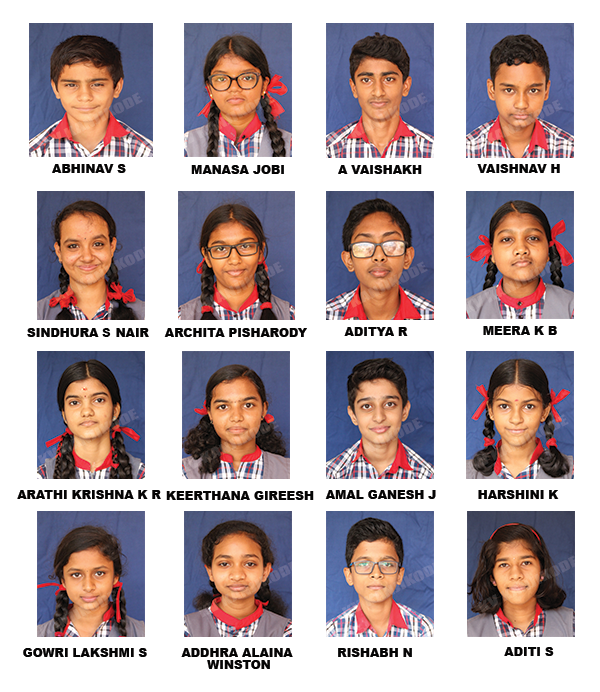 ABHINAV S
MANASA JOBI
A VAISHAKH
VAISHNAV H
SINDHURA S NAIR
ARCHITA PISHARODY
ADITYA R
MEERA K B
ARATHI KRISHNA K R
KEERTHANA GIREESH
AMAL GANESH J
HARSHINI K
GOWRI LAKSHMI S
ADDHRA ALAINA
WINSTON
RISHABH N
ADITI S